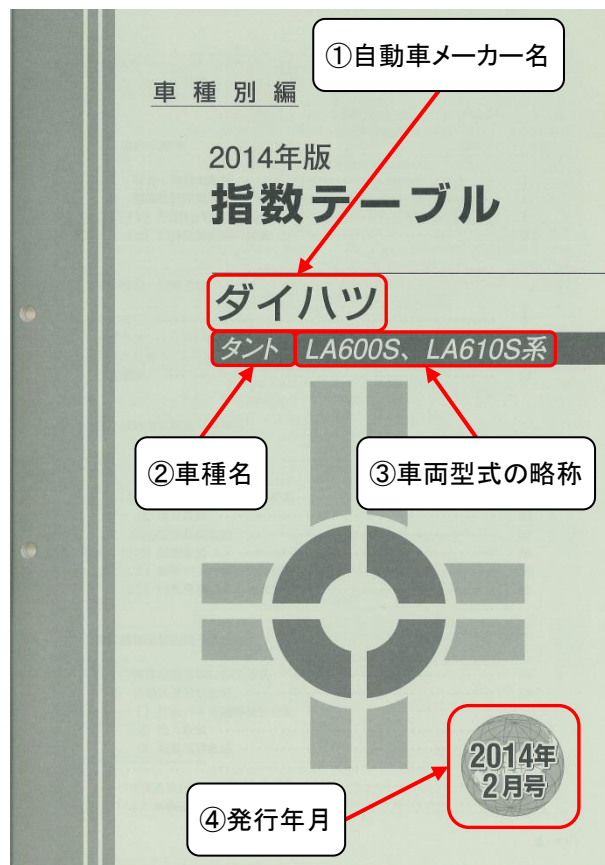 ①自動車メーカー名
車種別編
2014年版
指数テーブル
ダイハツ
タント LA600S、LA610S系
②車種名
③車両型式の略称
2014年
2月号
④発行年月